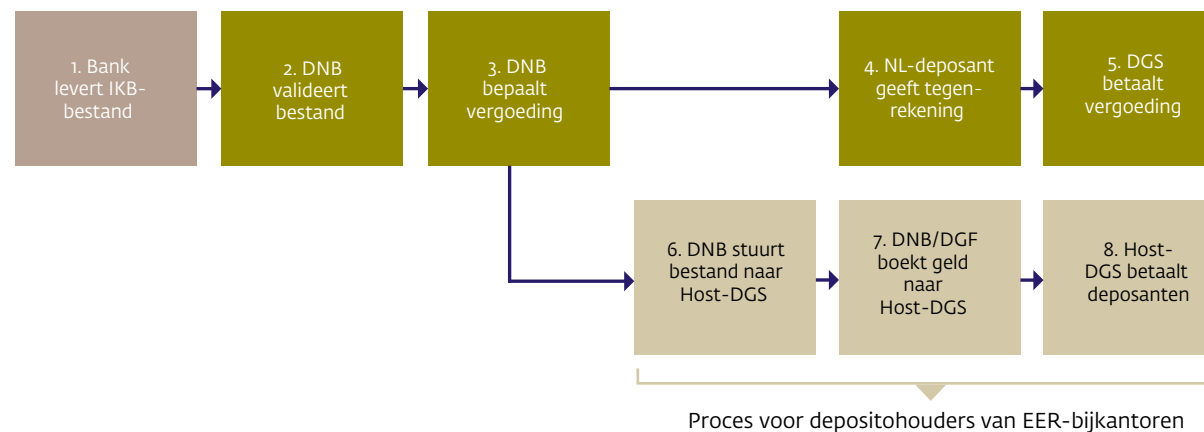 1. Bank
levert IKB-
bestand
2. DNB
valideert
bestand
3. DNB
bepaalt
vergoeding
4. NL-deposant
geeft tegen-
rekening
5. DGS
betaalt
vergoeding
6. DNB stuurt
bestand naar
Host-DGS
7. DNB/DGF
boekt geld
naar
Host-DGS
8. Host-
DGS betaalt
deposanten
Proces voor depositohouders van EER-bijkantoren